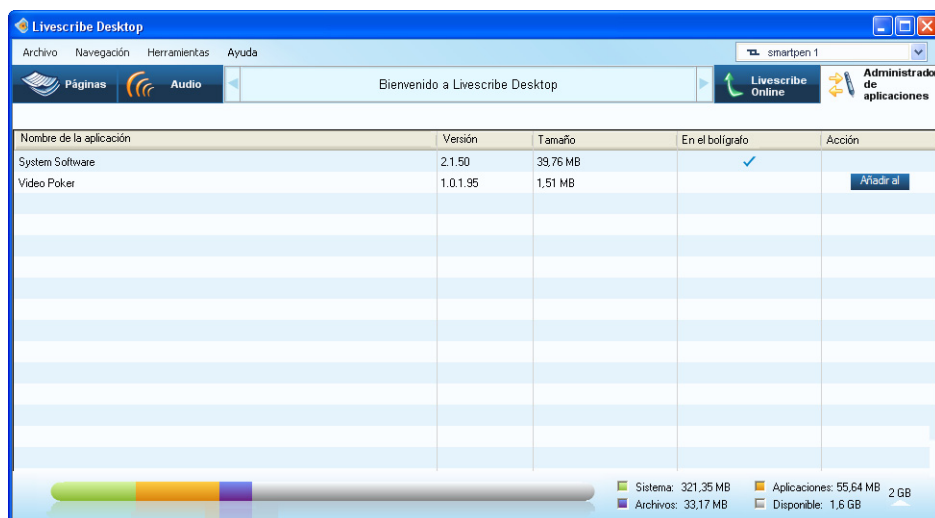 Livescribe Desktop
Archivo Navegación Herramientas Ayuda smartpen 1
Páginas Audio Bienvenido a Livescribe Desktop Livescribe Online Administrador de aplicaciones
Nombre de la aplicación Versión Tamaño En el bolígrafo Acción
System Software 2.1.50 39,76 MB
Video Poker 1.0.1.95 1,51 MB Añadir al
Sistema: 321,35 MB Aplicaciones: 55,64 MB 2 GB
Archivos: 33,17 MB Disponible: 1,6 GB